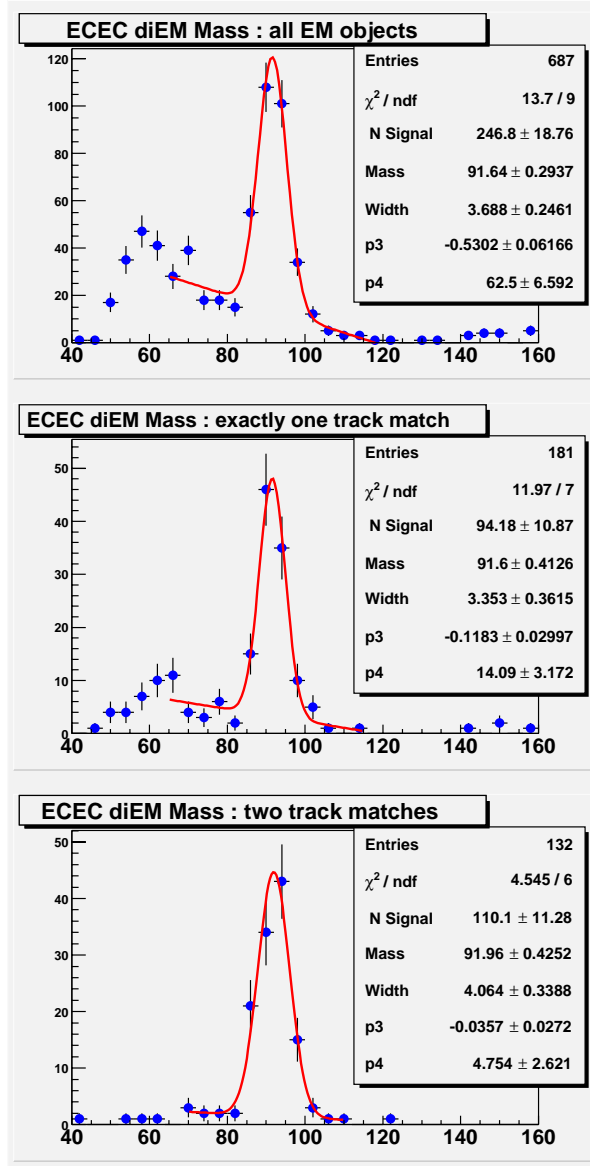 ECEC diEM Mass : all EM objects
Entries 687
χ² / ndf 13.7 / 9
N Signal 246.8 ± 18.76
Mass 91.64 ± 0.2937
Width 3.688 ± 0.2461
p3 -0.5302 ± 0.06166
p4 62.5 ± 6.592
120
100
80
60
40
20
0
40 60 80 100 120 140 160
ECEC diEM Mass : exactly one track match
Entries 181
χ² / ndf 11.97 / 7
N Signal 94.18 ± 10.87
Mass 91.6 ± 0.4126
Width 3.353 ± 0.3615
p3 -0.1183 ± 0.02997
p4 14.09 ± 3.172
50
40
30
20
10
0
40 60 80 100 120 140 160
ECEC diEM Mass : two track matches
Entries 132
χ² / ndf 4.545 / 6
N Signal 110.1 ± 11.28
Mass 91.96 ± 0.4252
Width 4.064 ± 0.3388
p3 -0.0357 ± 0.0272
p4 4.754 ± 2.621
50
40
30
20
10
0
40 60 80 100 120 140 160